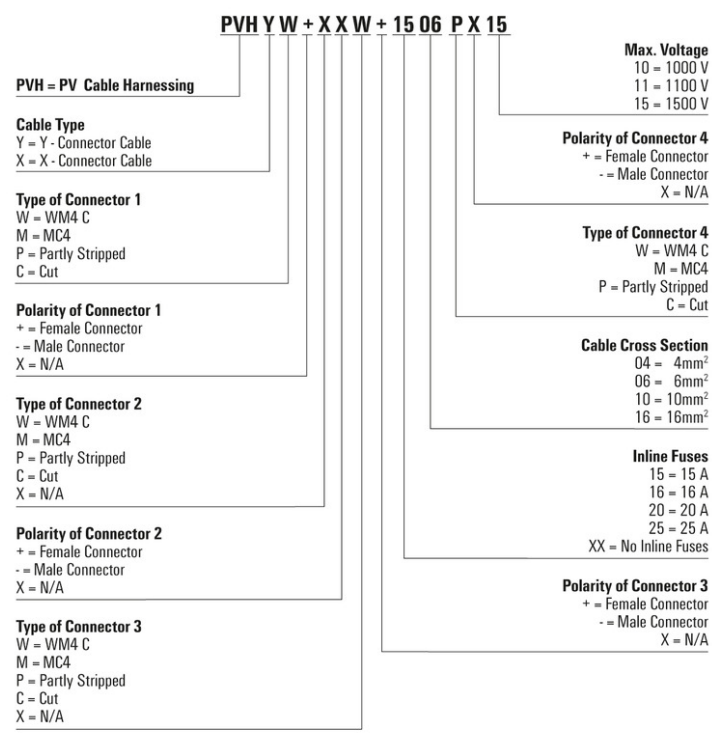 PVH Y W + X X W + 15 06 P X 15
PVH = PV Cable Harnessing
Cable Type
Y = Y - Connector Cable
X = X - Connector Cable
Type of Connector 1
W = WM4 C
M = MC4
P = Partly Stripped
C = Cut
Polarity of Connector 1
+ = Female Connector
- = Male Connector
X = N/A
Type of Connector 2
W = WM4 C
M = MC4
P = Partly Stripped
C = Cut
X = N/A
Polarity of Connector 2
+ = Female Connector
- = Male Connector
X = N/A
Type of Connector 3
W = WM4 C
M = MC4
P = Partly Stripped
C = Cut
X = N/A
Max. Voltage
10 = 1000 V
11 = 1100 V
15 = 1500 V
Polarity of Connector 4
+ = Female Connector
- = Male Connector
X = N/A
Type of Connector 4
W = WM4 C
M = MC4
P = Partly Stripped
C = Cut
Cable Cross Section
04 = 4mm²
06 = 6mm²
10 = 10mm²
16 = 16mm²
Inline Fuses
15 = 15 A
16 = 16 A
20 = 20 A
25 = 25 A
XX = No Inline Fuses
Polarity of Connector 3
+ = Female Connector
- = Male Connector
X = N/A